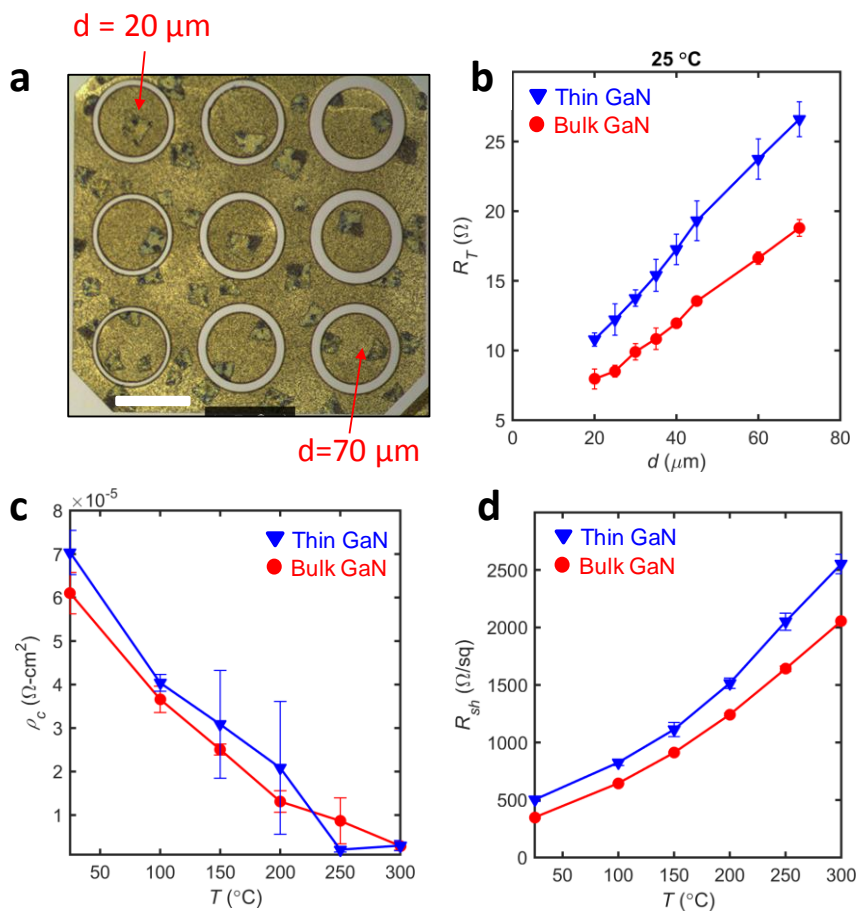 d = 20 μm
a
d=70 μm
b
25 °C
Thin GaN
Bulk GaN
25
20
15
10
5
R_T (Ω)
0 20 40 60 80
d (μm)
c
×10⁻⁵
8
7
6
5
4
3
2
1
ρ_c (Ω-cm²)
Thin GaN
Bulk GaN
50 100 150 200 250 300
T (°C)
d
Thin GaN
Bulk GaN
2500
2000
1500
1000
500
0
R_sh (Ω/sq)
50 100 150 200 250 300
T (°C)